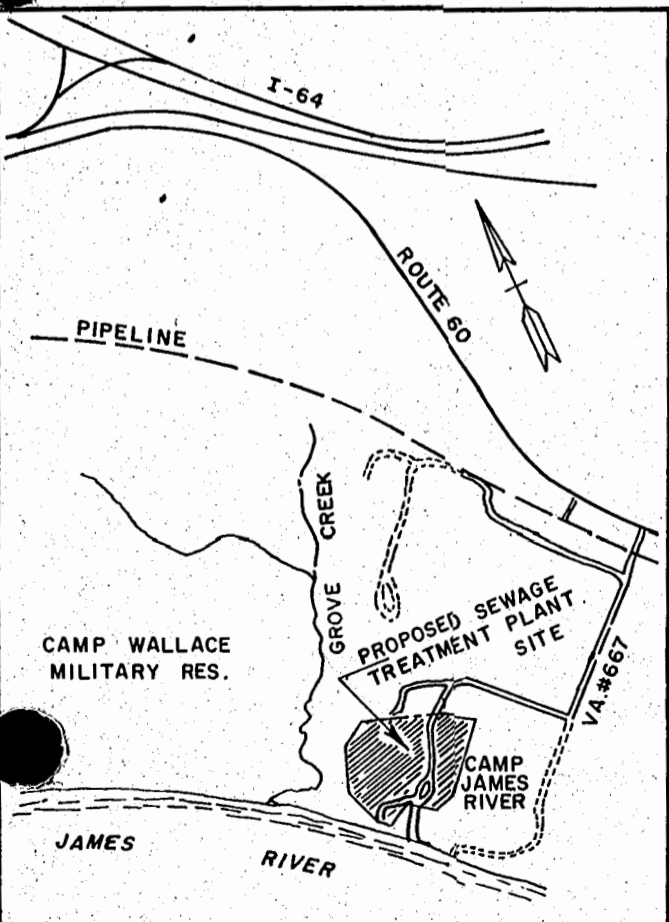 I-64
ROUTE 60
PIPELINE
GROVE CREEK
PROPOSED SEWAGE
TREATMENT PLANT
SITE
CAMP WALLACE
MILITARY RES.
VA.#667
CAMP
JAMES
RIVER
JAMES RIVER